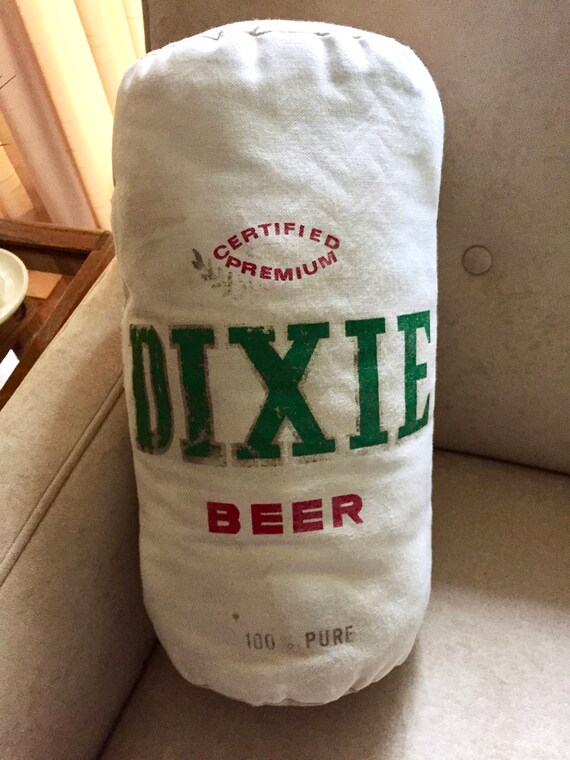 CERTIFIED
PREMIUM
DIXIE
BEER
100% PURE